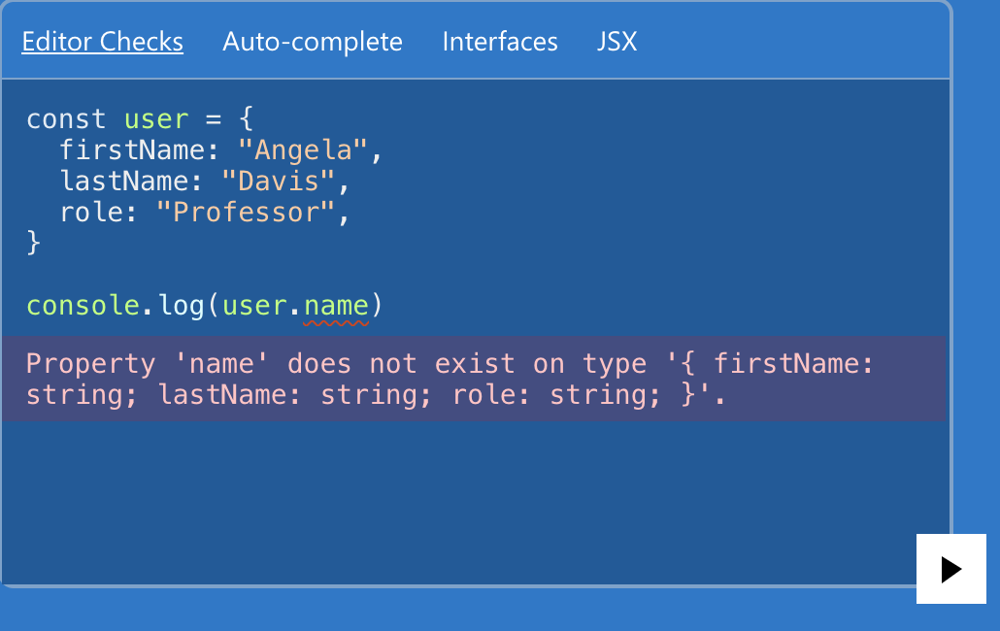 Editor Checks Auto-complete Interfaces JSX
const user = {
  firstName: "Angela",
  lastName: "Davis",
  role: "Professor",
}
console.log(user.name)
Property 'name' does not exist on type '{ firstName:
string; lastName: string; role: string; }'.